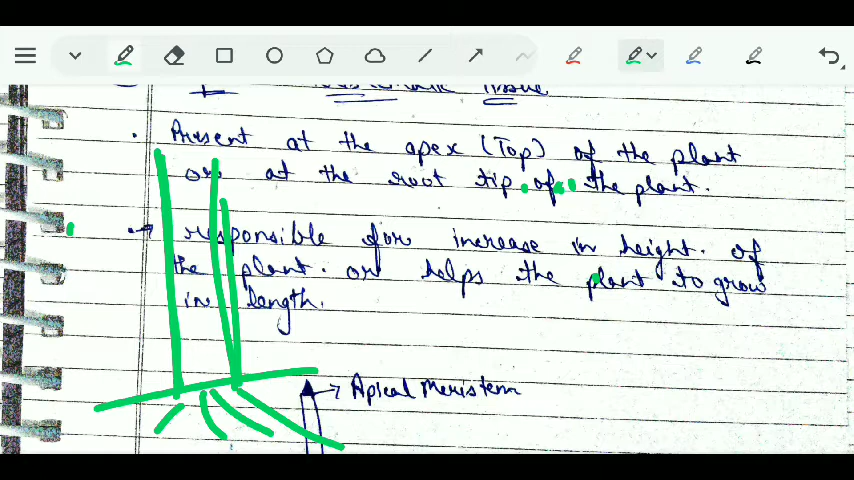 Tissue
· Present at the apex (Top) of the plant
or at the root tip of the plant.
·→ responsible for increase in height. of
the plant. or helps the plant to grow
in length.
→ Apical Meristem